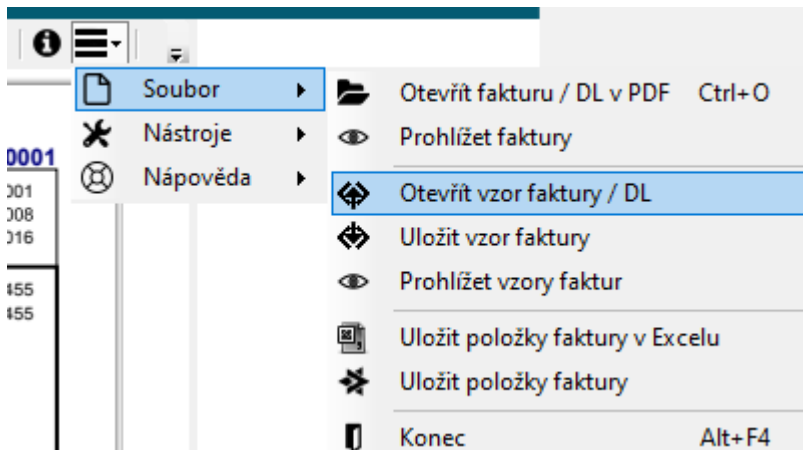 Soubor
Nástroje
Nápověda
Otevřít fakturu / DL v PDF Ctrl+O
Prohlížet faktury
Otevřít vzor faktury / DL
Uložit vzor faktury
Prohlížet vzory faktur
Uložit položky faktury v Excelu
Uložit položky faktury
Konec Alt+F4
0001
001
008
016
455
455